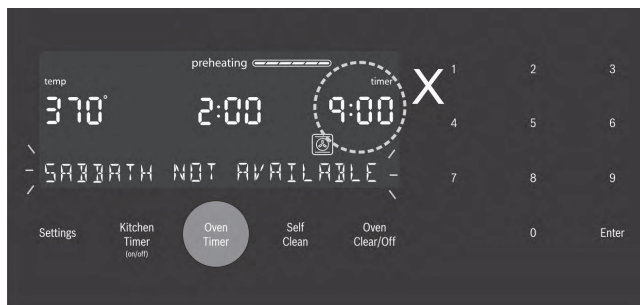 preheating
temp
timer
370° 2:00 9:00 X
SABBATH NOT AVAILABLE
Settings
Kitchen Timer (on/off)
Oven Timer
Self Clean
Oven Clear/Off
1 2 3
4 5 6
7 8 9
0 Enter